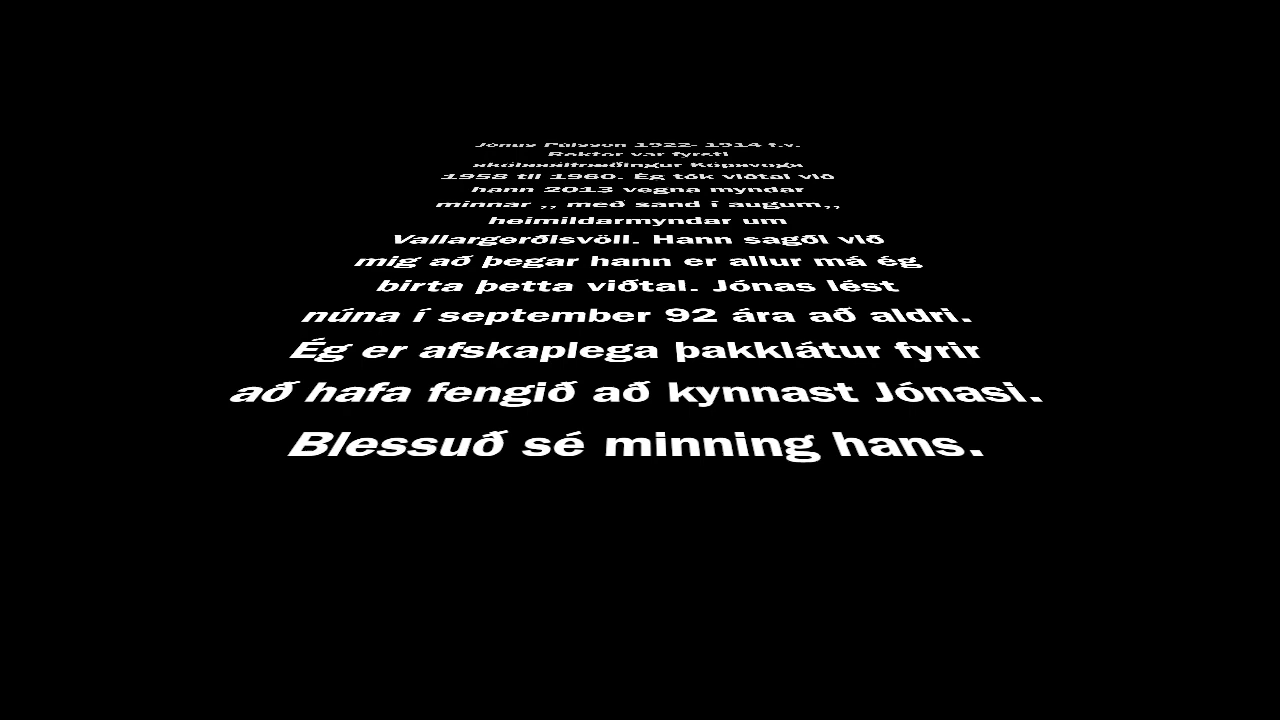 Jónas Pálsson 1922- 1914 f.v.
Rektor var fyrsti
skólasálfræðingur Kópavogs
1958 til 1960. Ég tók viðtal við
hann 2013 vegna myndar
minnar ,, með sand í augum,,
heimildarmyndar um
Vallargerðisvöll. Hann sagði við
mig að þegar hann er allur má ég
birta þetta viðtal. Jónas lést
núna í september 92 ára að aldri.
Ég er afskaplega þakklátur fyrir
að hafa fengið að kynnast Jónasi.
Blessuð sé minning hans.